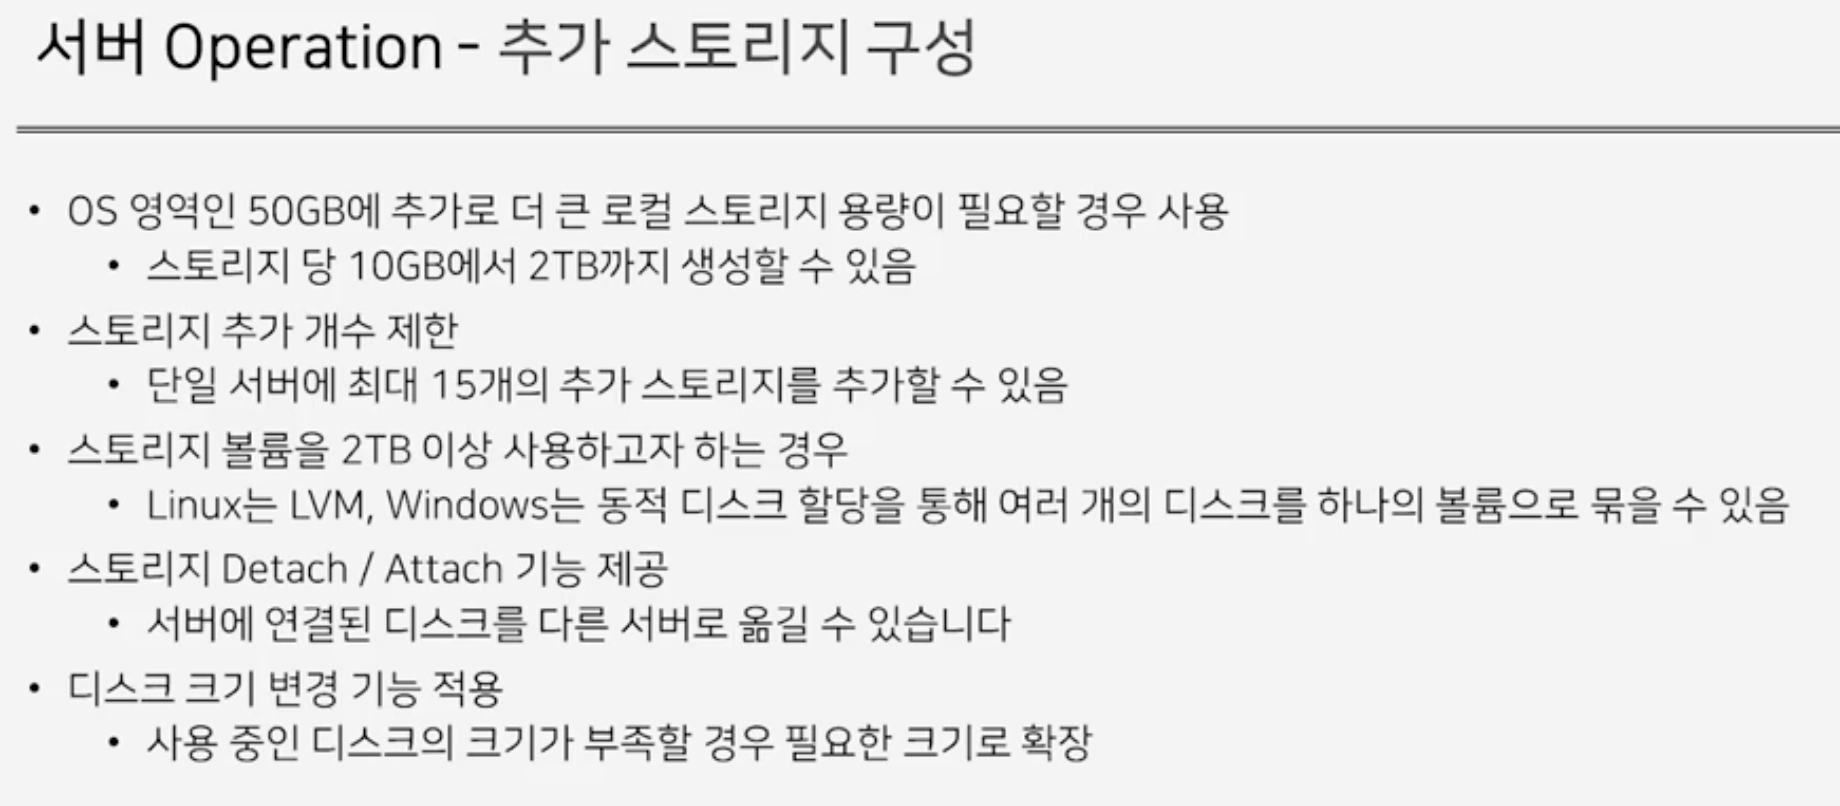 서버 Operation - 추가 스토리지 구성
• OS 영역인 50GB에 추가로 더 큰 로컬 스토리지 용량이 필요할 경우 사용
• 스토리지 당 10GB에서 2TB까지 생성할 수 있음
• 스토리지 추가 개수 제한
• 단일 서버에 최대 15개의 추가 스토리지를 추가할 수 있음
• 스토리지 볼륨을 2TB 이상 사용하고자 하는 경우
• Linux는 LVM, Windows는 동적 디스크 할당을 통해 여러 개의 디스크를 하나의 볼륨으로 묶을 수 있음
• 스토리지 Detach / Attach 기능 제공
• 서버에 연결된 디스크를 다른 서버로 옮길 수 있습니다
• 디스크 크기 변경 기능 적용
• 사용 중인 디스크의 크기가 부족할 경우 필요한 크기로 확장